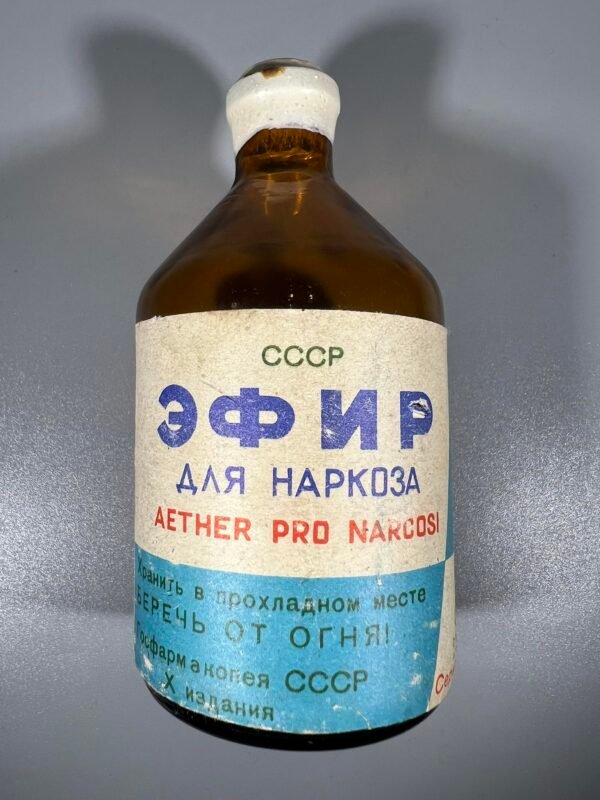 СССР
ЭФИР
ДЛЯ НАРКОЗА
AETHER PRO NARCOSI
Хранить в прохладном месте
БЕРЕЧЬ ОТ ОГНЯ!
Госфармакопея СССР
X издания